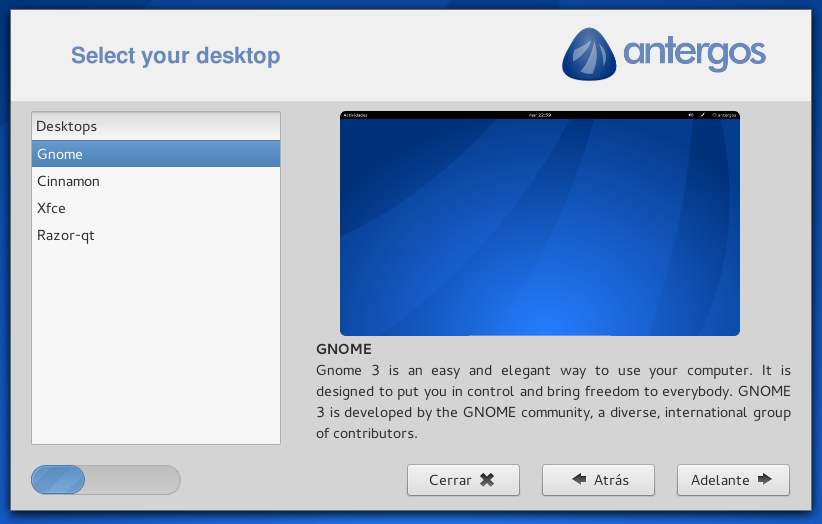 Select your desktop
antergos
Desktops
Gnome
Cinnamon
Xfce
Razor-qt
Actividades mar 22:59 antergos
GNOME
Gnome 3 is an easy and elegant way to use your computer. It is
designed to put you in control and bring freedom to everybody. GNOME
3 is developed by the GNOME community, a diverse, international group
of contributors.
Cerrar Atrás Adelante